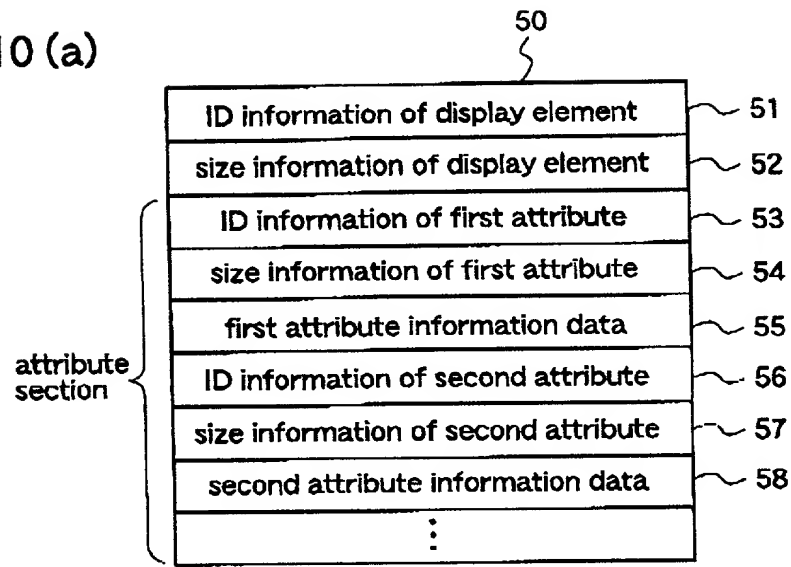 50
10 (a)
ID information of display element 51
size information of display element 52
ID information of first attribute 53
size information of first attribute 54
first attribute information data 55
attribute section
ID information of second attribute 56
size information of second attribute 57
second attribute information data 58
⋮